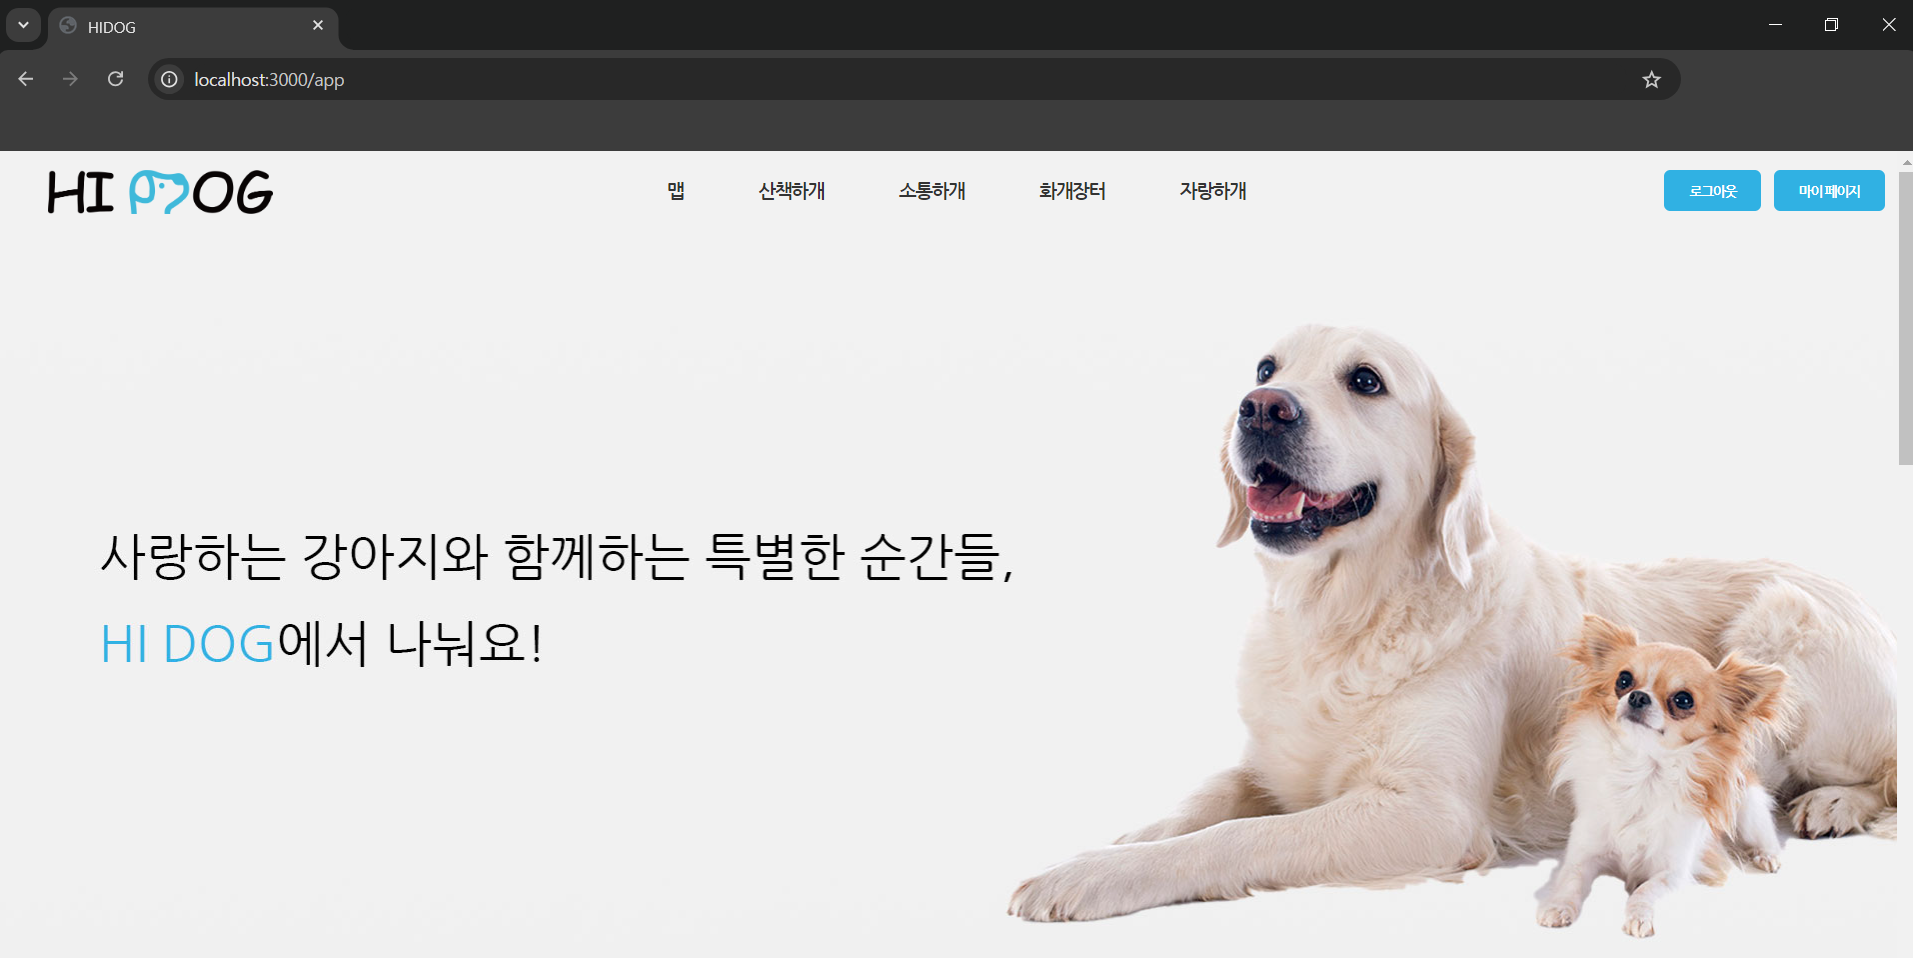 HIDOG
localhost:3000/app
HI DOG 맵 산책하개 소통하개 화개장터 자랑하개 로그아웃 마이 페이지
사랑하는 강아지와 함께하는 특별한 순간들,
HI DOG에서 나눠요!